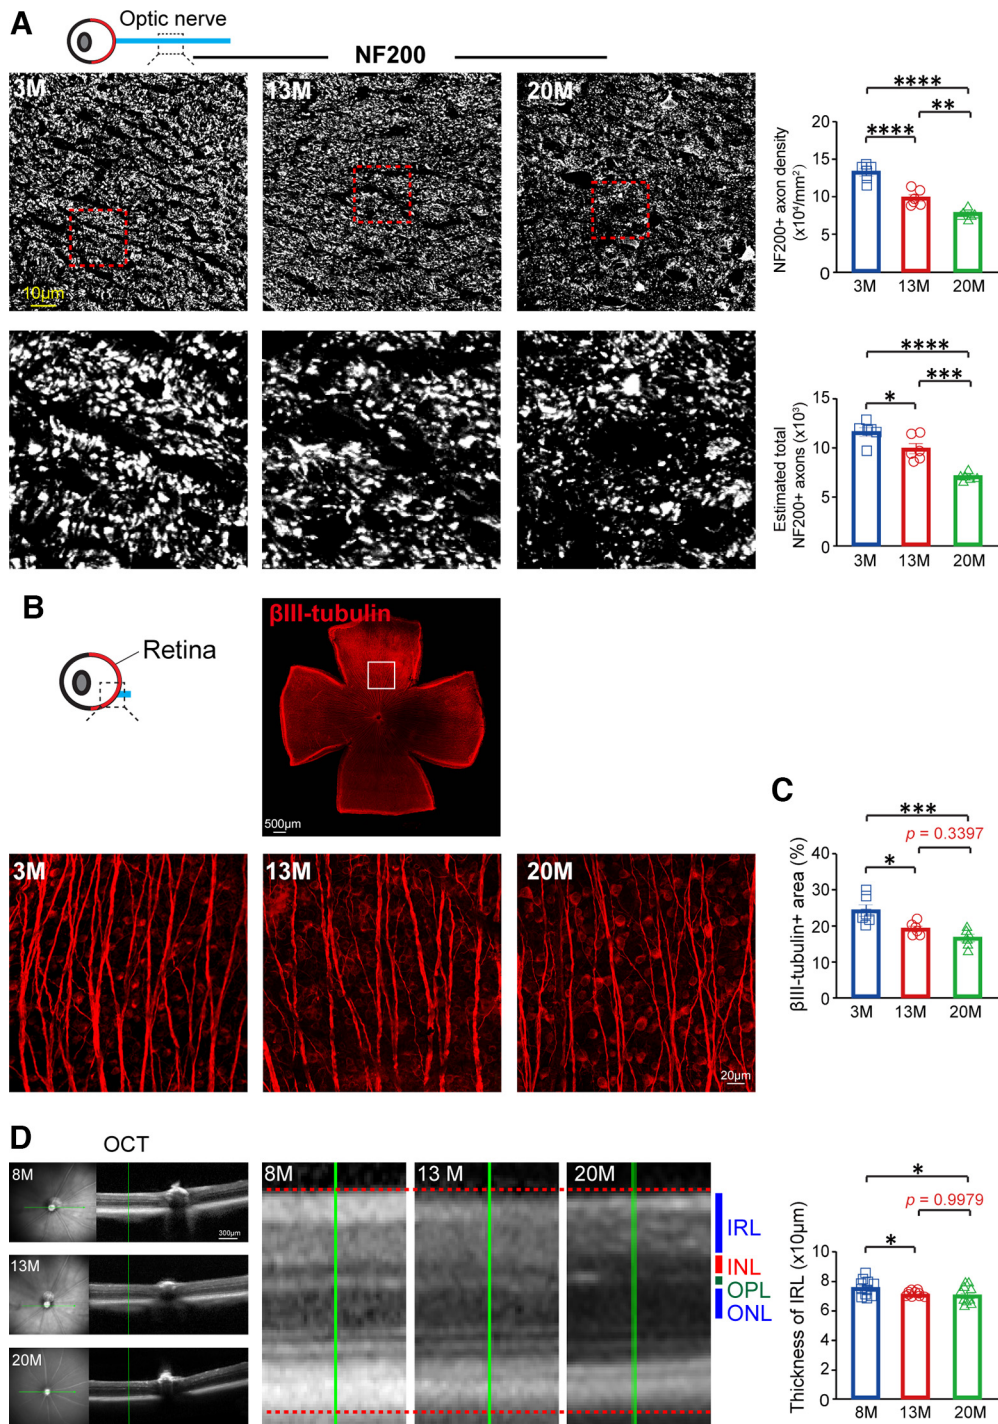 A
Optic nerve
NF200
3M
13M
20M
10μm
****
**
****
NF200+ axon density
(x10⁴/mm²)
20
15
10
5
0
3M 13M 20M
****
***
*
Estimated total
NF200+ axons (x10³)
15
10
5
0
3M 13M 20M
B
Retina
βIII-tubulin
500μm
3M
13M
20M
20μm
C
***
p = 0.3397
*
βIII-tubulin+ area (%)
40
30
20
10
0
3M 13M 20M
D
OCT
8M
300μm
13M
20M
8M
13 M
20M
IRL
INL
OPL
ONL
*
p = 0.9979
*
Thickness of IRL (x10μm)
10
8
6
4
2
0
8M 13M 20M